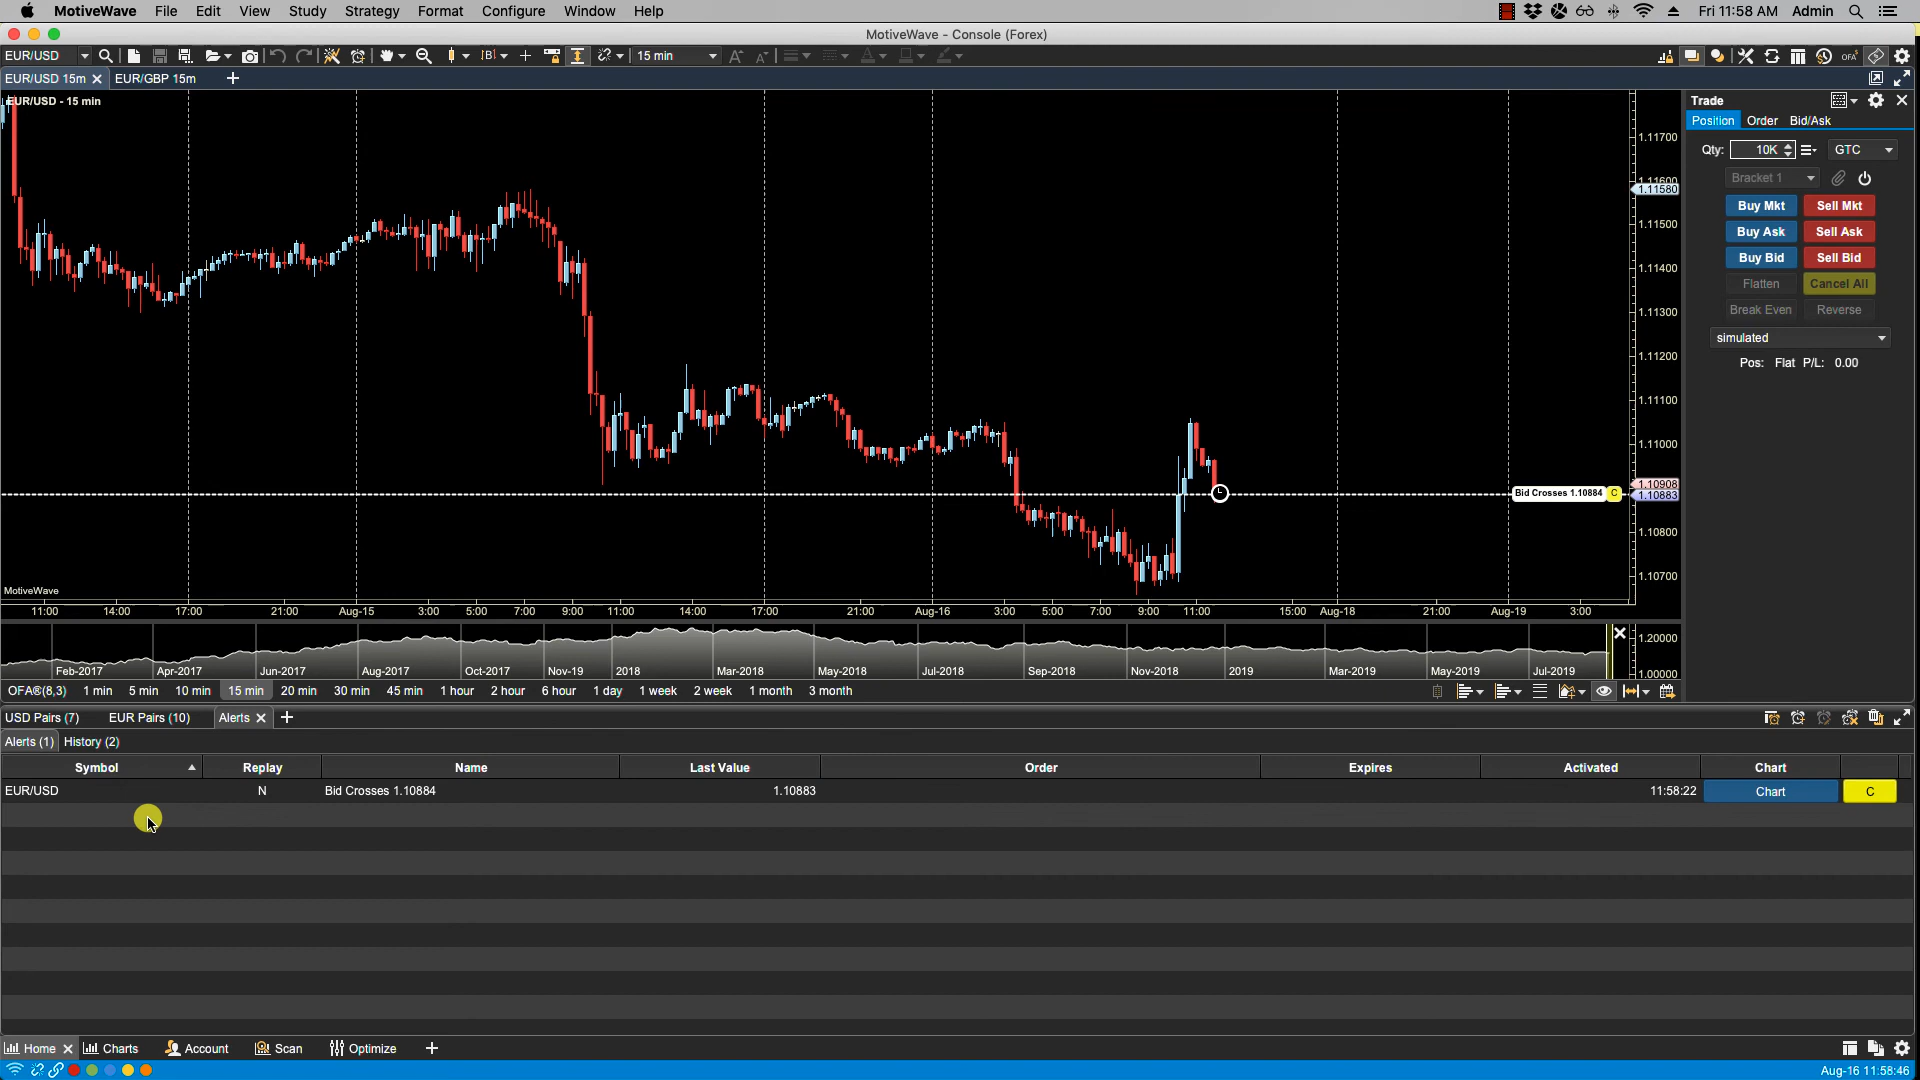 MotiveWave File Edit View Study Strategy Format Configure Window Help Fri 11:58 AM Admin
MotiveWave - Console (Forex)
EUR/USD 15 min
EUR/USD 15m EUR/GBP 15m
EUR/USD - 15 min
1.11700
1.11600
1.11580
1.11500
1.11400
1.11300
1.11200
1.11100
1.11000
1.10908
Bid Crosses 1.10884 C 1.10883
1.10800
1.10700
MotiveWave
11:00 14:00 17:00 21:00 Aug-15 3:00 5:00 7:00 9:00 11:00 14:00 17:00 21:00 Aug-16 3:00 5:00 7:00 9:00 11:00 15:00 Aug-18 21:00 Aug-19 3:00
1.20000
Feb-2017 Apr-2017 Jun-2017 Aug-2017 Oct-2017 Nov-19 2018 Mar-2018 May-2018 Jul-2018 Sep-2018 Nov-2018 2019 Mar-2019 May-2019 Jul-2019 1.00000
OFA®(8,3) 1 min 5 min 10 min 15 min 20 min 30 min 45 min 1 hour 2 hour 6 hour 1 day 1 week 2 week 1 month 3 month
Trade
Position Order Bid/Ask
Qty: 10K GTC
Bracket 1
Buy Mkt Sell Mkt
Buy Ask Sell Ask
Buy Bid Sell Bid
Flatten Cancel All
Break Even Reverse
simulated
Pos: Flat P/L: 0.00
USD Pairs (7) EUR Pairs (10) Alerts
Alerts (1) History (2)
Symbol Replay Name Last Value Order Expires Activated Chart
EUR/USD N Bid Crosses 1.10884 1.10883 11:58:22 Chart C
Home Charts Account Scan Optimize
Aug-16 11:58:46